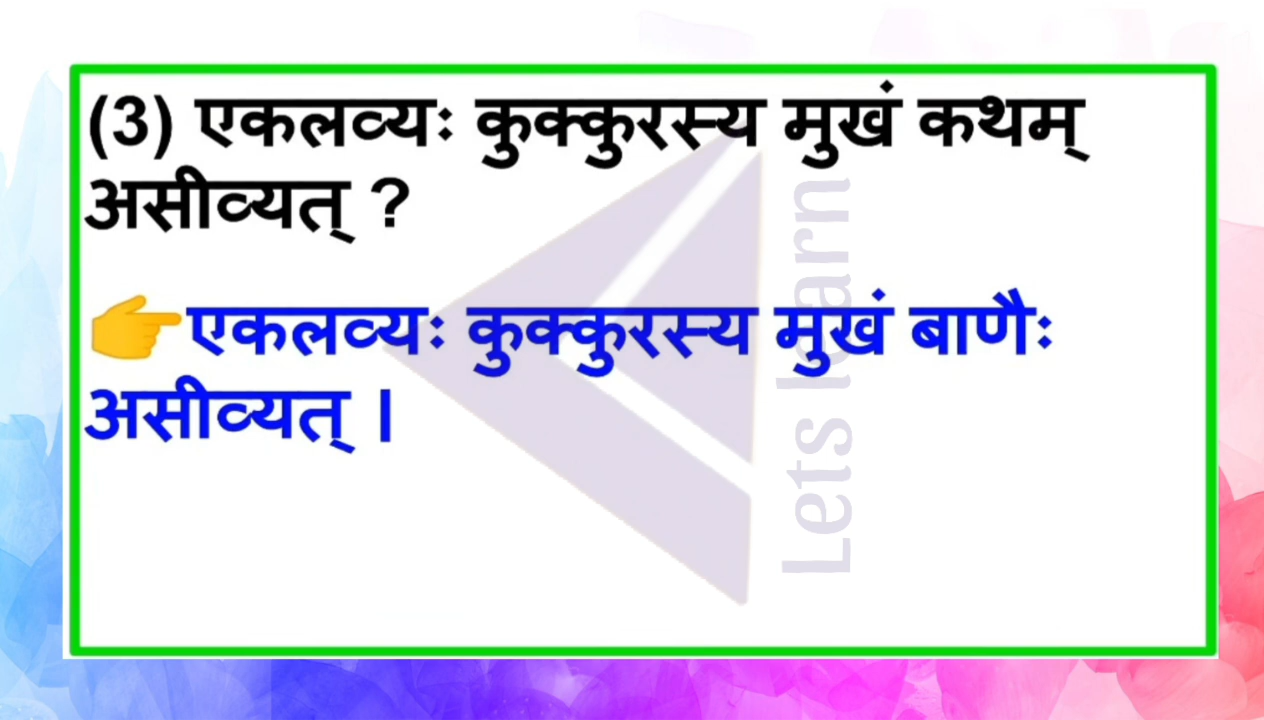 (3) एकलव्यः कुक्कुरस्य मुखं कथम्
असीव्यत् ?
👉एकलव्यः कुक्कुरस्य मुखं बाणैः
असीव्यत् ।
Lets learn